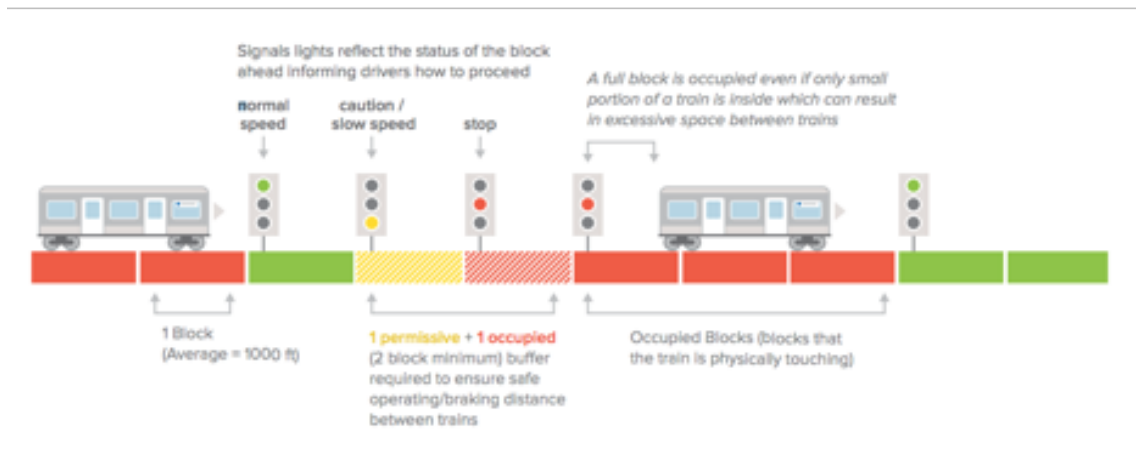 Signals lights reflect the status of the block
ahead informing drivers how to proceed
normal
speed
caution /
slow speed
stop
A full block is occupied even if only small
portion of a train is inside which can result
in excessive space between trains
1 Block
(Average = 1000 ft)
1 permissive + 1 occupied
(2 block minimum) buffer
required to ensure safe
operating/braking distance
between trains
Occupied Blocks (blocks that
the train is physically touching)